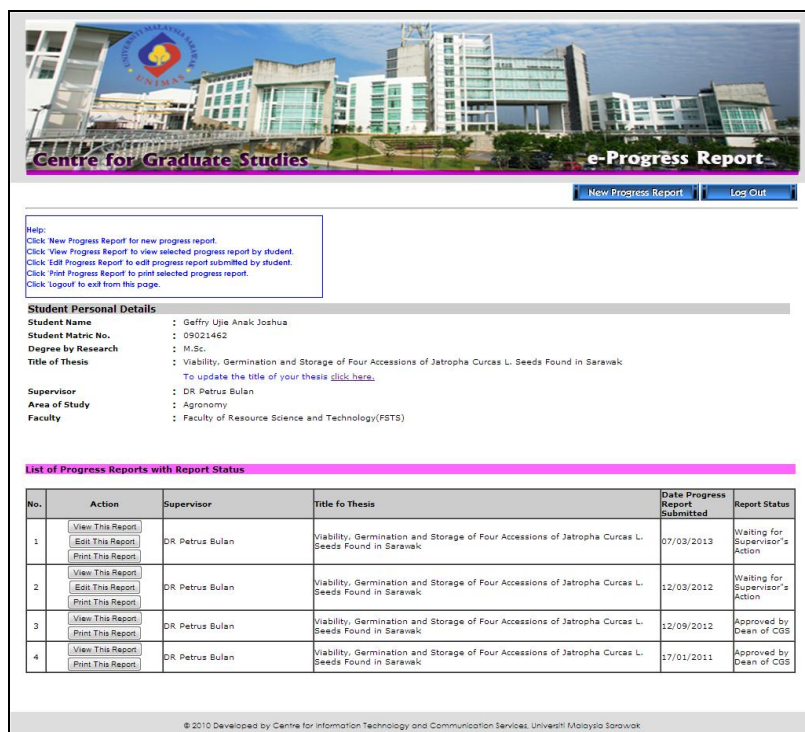 UNIVERSITI MALAYSIA SARAWAK
UNIMAS
Centre for Graduate Studies
e-Progress Report
New Progress Report
Log Out
Help:
Click 'New Progress Report' for new progress report.
Click 'View Progress Report' to view selected progress report by student.
Click 'Edit Progress Report' to edit progress report submitted by student.
Click 'Print Progress Report' to print selected progress report.
Click 'Logout' to exit from this page.
Student Personal Details
Student Name : Geffry Ujie Anak Joshua
Student Matric No. : 09021462
Degree by Research : M.Sc.
Title of Thesis : Viability, Germination and Storage of Four Accessions of Jatropha Curcas L. Seeds Found in Sarawak
To update the title of your thesis click here.
Supervisor : DR Petrus Bulan
Area of Study : Agronomy
Faculty : Faculty of Resource Science and Technology(FSTS)
List of Progress Reports with Report Status
No. Action Supervisor Title fo Thesis Date Progress Report Submitted Report Status
1 View This Report Edit This Report Print This Report DR Petrus Bulan Viability, Germination and Storage of Four Accessions of Jatropha Curcas L. Seeds Found in Sarawak 07/03/2013 Waiting for Supervisor"s Action
2 View This Report Edit This Report Print This Report DR Petrus Bulan Viability, Germination and Storage of Four Accessions of Jatropha Curcas L. Seeds Found in Sarawak 12/03/2012 Waiting for Supervisor"s Action
3 View This Report Print This Report DR Petrus Bulan Viability, Germination and Storage of Four Accessions of Jatropha Curcas L. Seeds Found in Sarawak 12/09/2012 Approved by Dean of CGS
4 View This Report Print This Report DR Petrus Bulan Viability, Germination and Storage of Four Accessions of Jatropha Curcas L. Seeds Found in Sarawak 17/01/2011 Approved by Dean of CGS
© 2010 Developed by Centre for Information Technology and Communication Services, Universiti Malaysia Sarawak